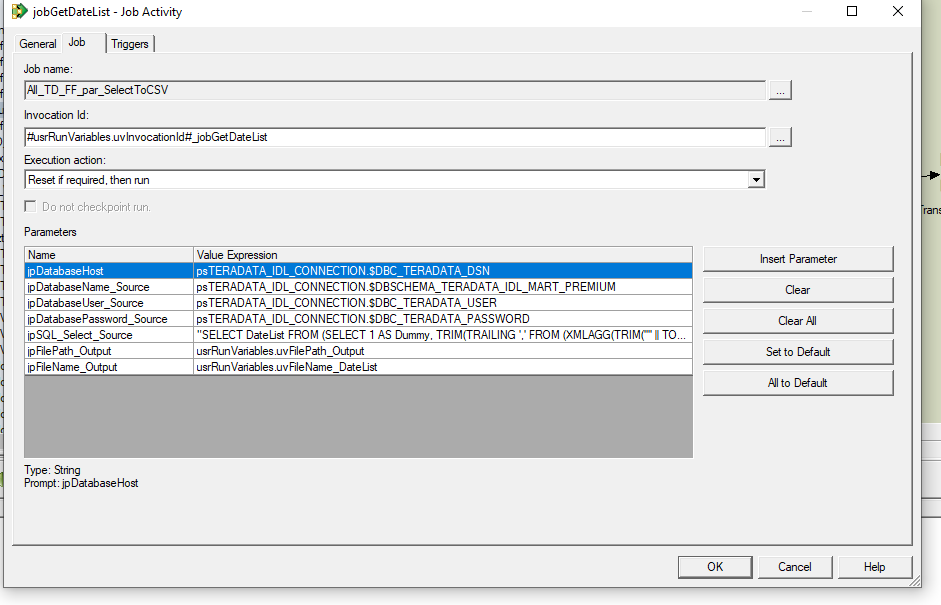 jobGetDateList - Job Activity
General Job Triggers
Job name:
All_TD_FF_par_SelectToCSV
...
Invocation Id:
#usrRunVariables.uvInvocationId#_jobGetDateList
...
Execution action:
Reset if required, then run
Do not checkpoint run.
Parameters
Name Value Expression
jpDatabaseHost psTERADATA_IDL_CONNECTION.$DBC_TERADATA_DSN
jpDatabaseName_Source psTERADATA_IDL_CONNECTION.$DBSCHEMA_TERADATA_IDL_MART_PREMIUM
jpDatabaseUser_Source psTERADATA_IDL_CONNECTION.$DBC_TERADATA_USER
jpDatabasePassword_Source psTERADATA_IDL_CONNECTION.$DBC_TERADATA_PASSWORD
jpSQL_Select_Source "SELECT DateList FROM (SELECT 1 AS Dummy, TRIM(TRAILING ',' FROM (XMLAGG(TRIM('"" || TO...
jpFilePath_Output usrRunVariables.uvFilePath_Output
jpFileName_Output usrRunVariables.uvFileName_DateList
Insert Parameter
Clear
Clear All
Set to Default
All to Default
Type: String
Prompt: jpDatabaseHost
OK Cancel Help